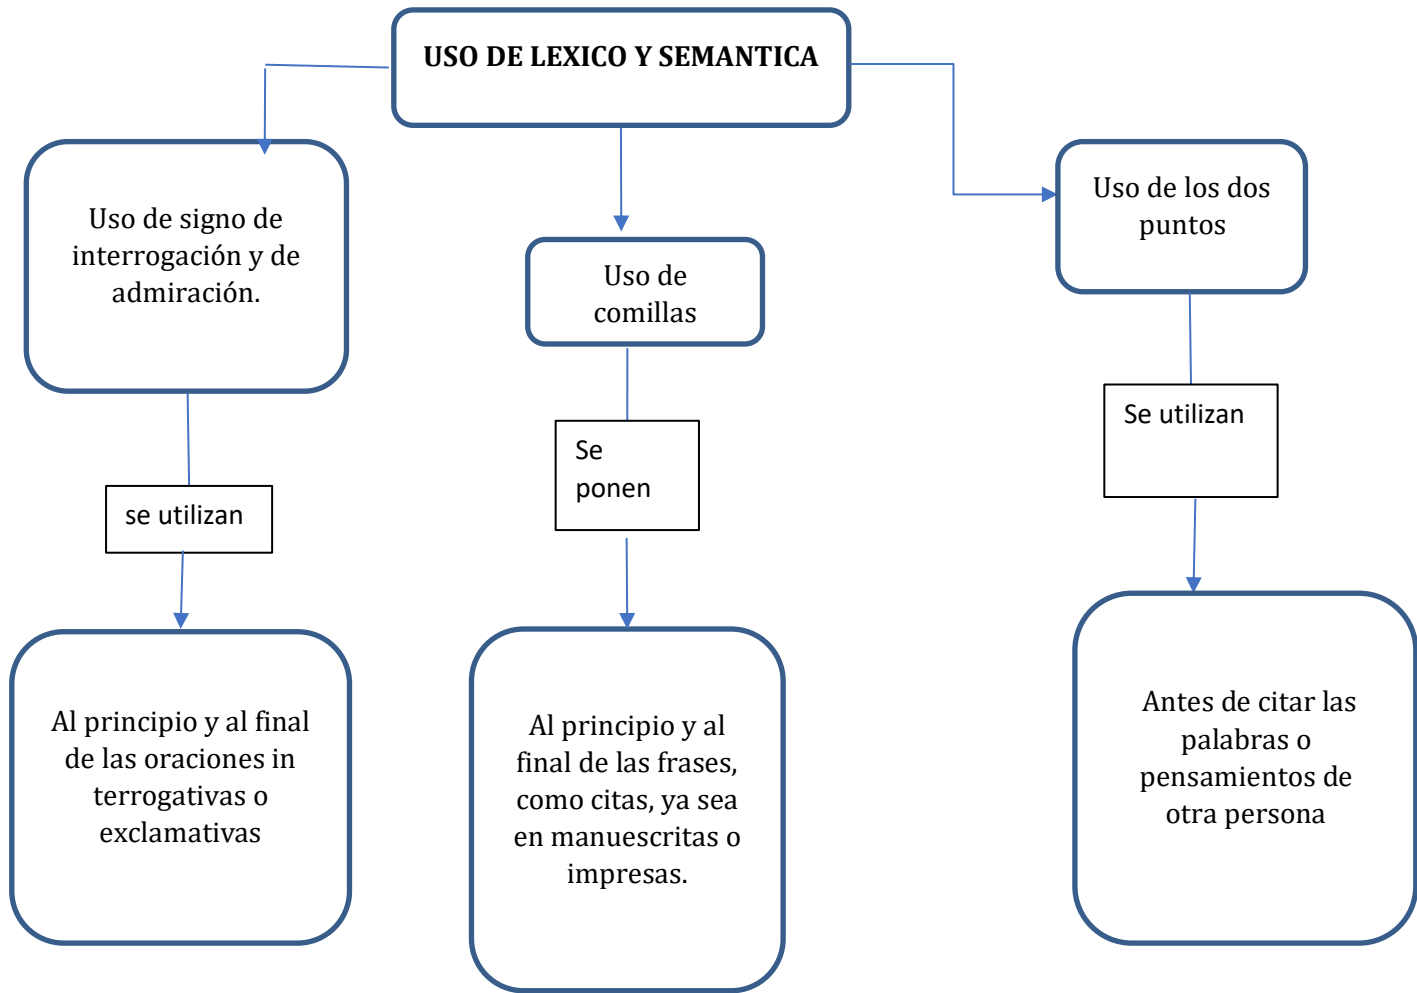 USO DE LEXICO Y SEMANTICA
Uso de signo de
interrogación y de
admiración.
se utilizan
Al principio y al final
de las oraciones in
terrogativas o
exclamativas
Uso de
comillas
Se
ponen
Al principio y al
final de las frases,
como citas, ya sea
en manuescritas o
impresas.
Uso de los dos
puntos
Se utilizan
Antes de citar las
palabras o
pensamientos de
otra persona